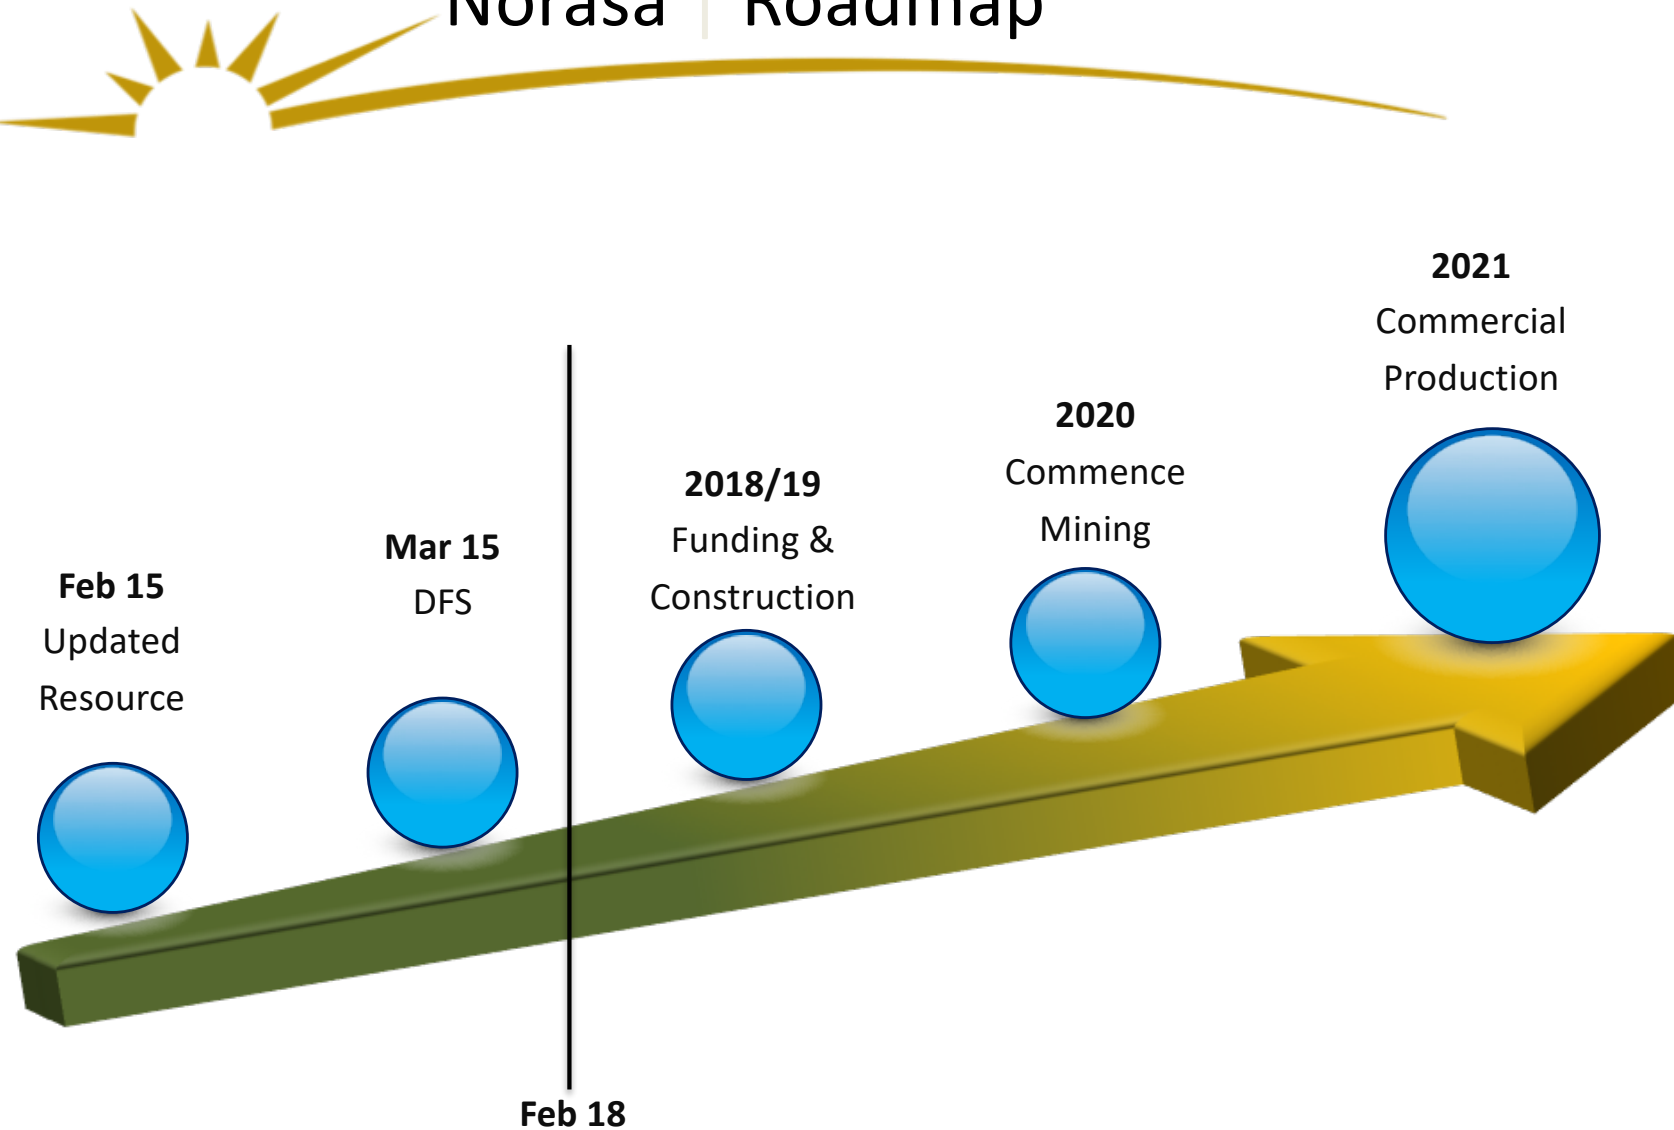 Norasa | Roadmap
2021
Commercial
Production
2020
Commence
Mining
2018/19
Funding &
Construction
Mar 15
DFS
Feb 15
Updated
Resource
Feb 18